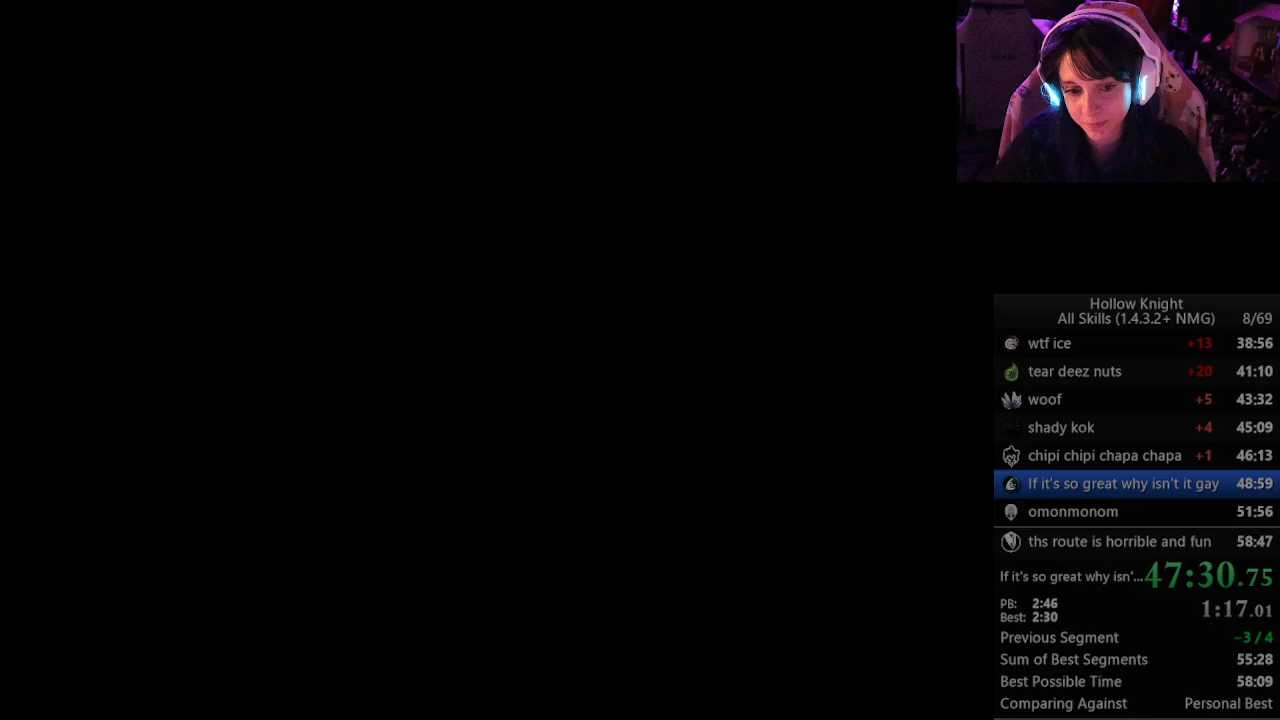 Hollow Knight
All Skills (1.4.3.2+ NMG) 8/69
wtf ice +13 38:56
tear deez nuts +20 41:10
woof +5 43:32
shady kok +4 45:09
chipi chipi chapa chapa +1 46:13
If it's so great why isn't it gay 48:59
omonmonom 51:56
ths route is horrible and fun 58:47
If it's so great why isn'... 47:30.75
PB: 2:46 1:17.01
Best: 2:30
Previous Segment −3 / 4
Sum of Best Segments 55:28
Best Possible Time 58:09
Comparing Against Personal Best